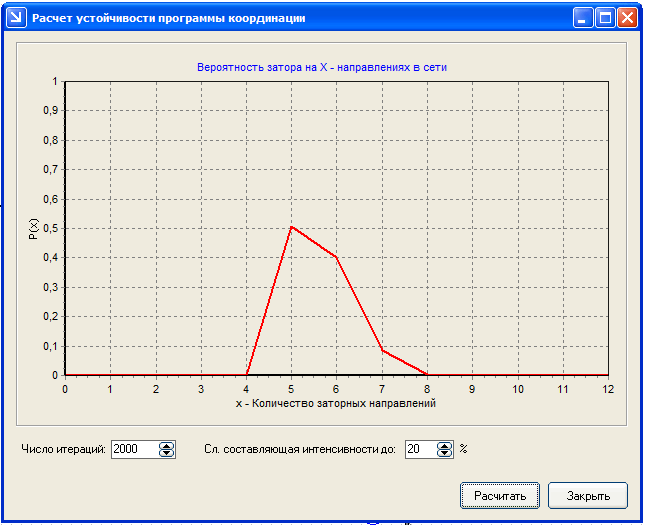 Расчет устойчивости программы координации
Вероятность затора на X - направлениях в сети
1
0,9
0,8
0,7
0,6
0,5
0,4
0,3
0,2
0,1
0
P(x)
0 1 2 3 4 5 6 7 8 9 10 11 12
x - Количество заторных направлений
Число итераций: 2000 Сл. составляющая интенсивности до: 20 %
Расчитать Закрыть